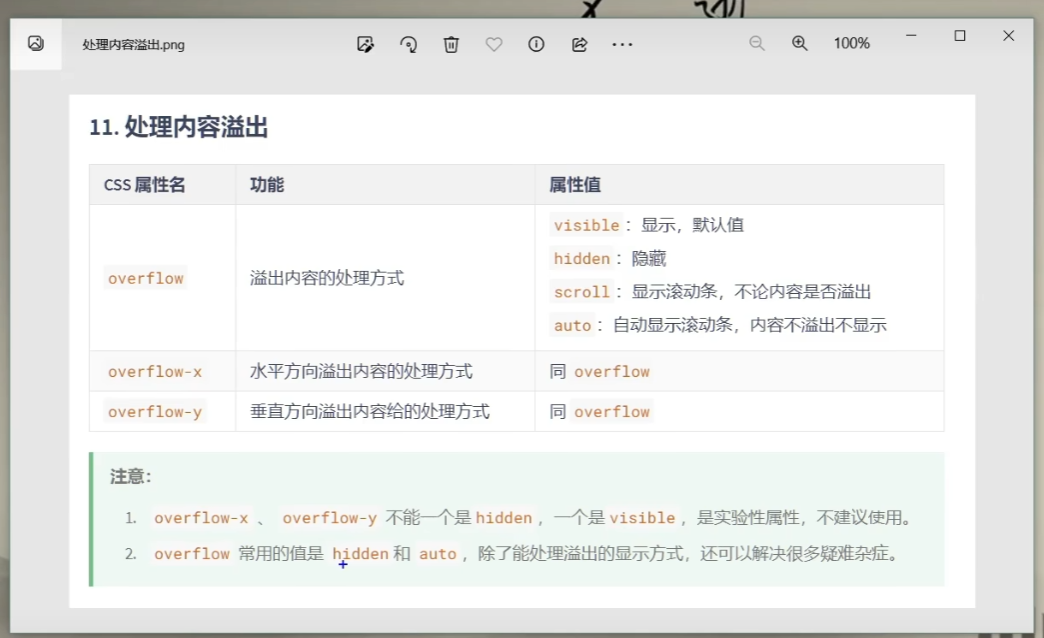 处理内容溢出.png
100%
11. 处理内容溢出
CSS 属性名 功能 属性值
overflow 溢出内容的处理方式
visible： 显示，默认值
hidden： 隐藏
scroll： 显示滚动条，不论内容是否溢出
auto： 自动显示滚动条，内容不溢出不显示
overflow-x 水平方向溢出内容的处理方式 同 overflow
overflow-y 垂直方向溢出内容给的处理方式 同 overflow
注意：
1. overflow-x 、 overflow-y 不能一个是 hidden ，一个是 visible ，是实验性属性，不建议使用。
2. overflow 常用的值是 hidden 和 auto ，除了能处理溢出的显示方式，还可以解决很多疑难杂症。